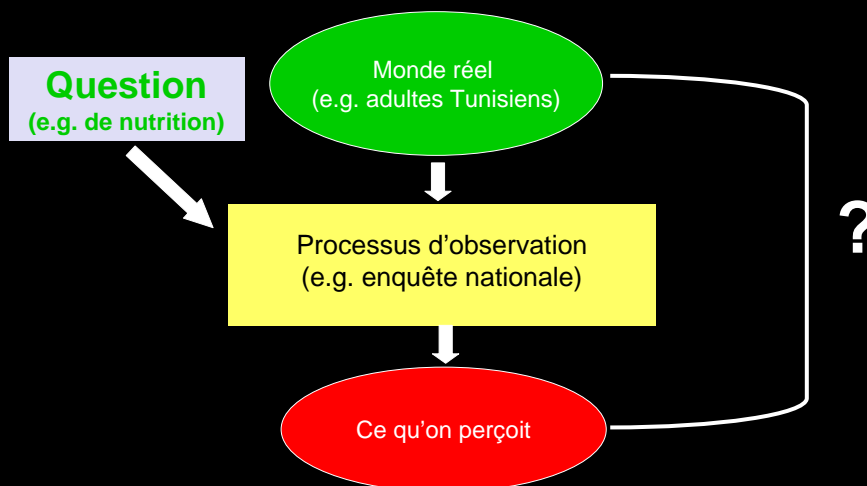 Question
(e.g. de nutrition)
Monde réel
(e.g. adultes Tunisiens)
Processus d'observation
(e.g. enquête nationale)
?
Ce qu'on perçoit